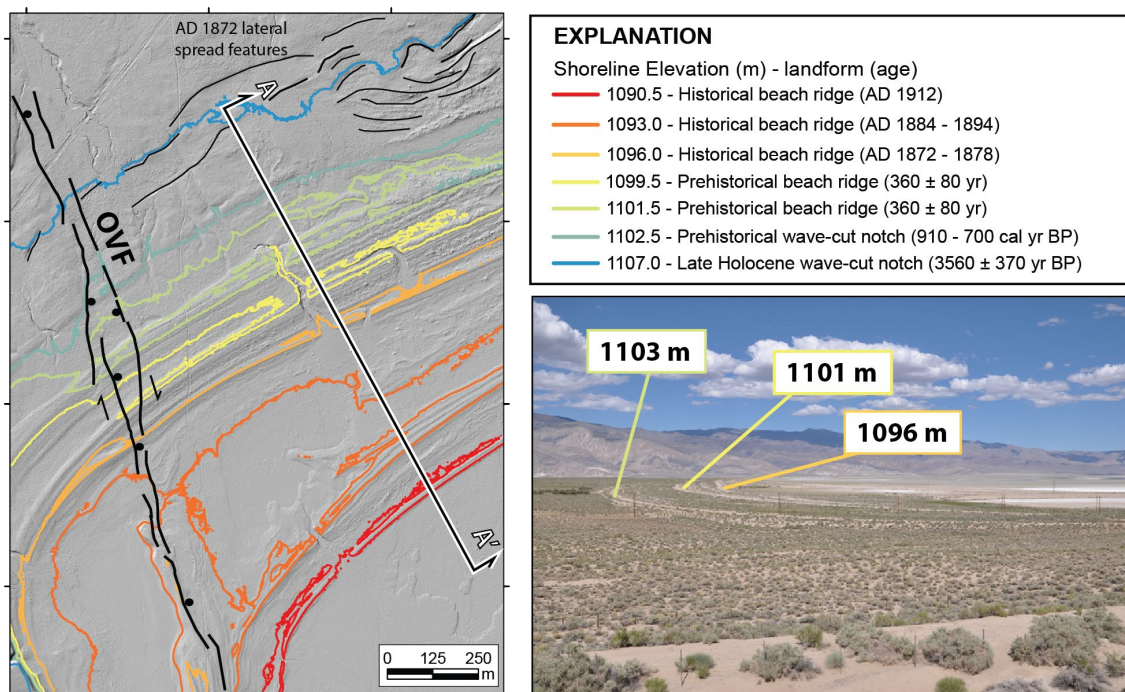 AD 1872 lateral
spread features
A
OVF
A'
0 125 250
m
EXPLANATION
Shoreline Elevation (m) - landform (age)
1090.5 - Historical beach ridge (AD 1912)
1093.0 - Historical beach ridge (AD 1884 - 1894)
1096.0 - Historical beach ridge (AD 1872 - 1878)
1099.5 - Prehistorical beach ridge (360 ± 80 yr)
1101.5 - Prehistorical beach ridge (360 ± 80 yr)
1102.5 - Prehistorical wave-cut notch (910 - 700 cal yr BP)
1107.0 - Late Holocene wave-cut notch (3560 ± 370 yr BP)
1103 m
1101 m
1096 m